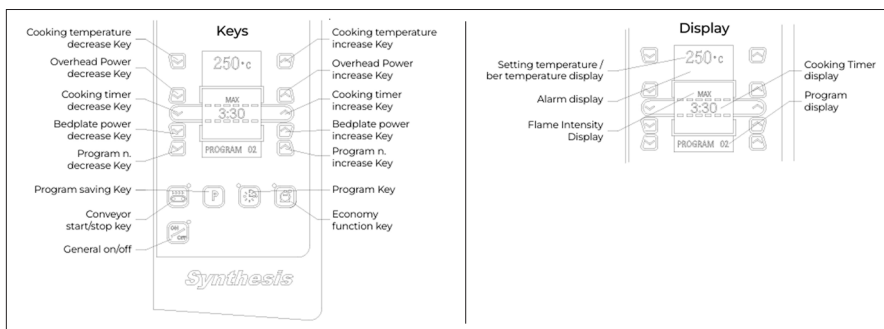 Keys
Cooking temperature
decrease Key
Overhead Power
decrease Key
Cooking timer
decrease Key
Bedplate power
decrease Key
Program n.
decrease Key
Program saving Key
Conveyor
start/stop key
General on/off
250°c
MAX
3:30
PROGRAM 02
P
ON
OFF
Synthesis
Cooking temperature
increase Key
Overhead Power
increase Key
Cooking timer
increase Key
Bedplate power
increase Key
Program n.
increase Key
Program Key
Economy
function key
Display
Setting temperature /
ber temperature display
Alarm display
Flame Intensity
Display
250°c
MAX
3:30
PROGRAM 02
Cooking Timer
display
Program
display